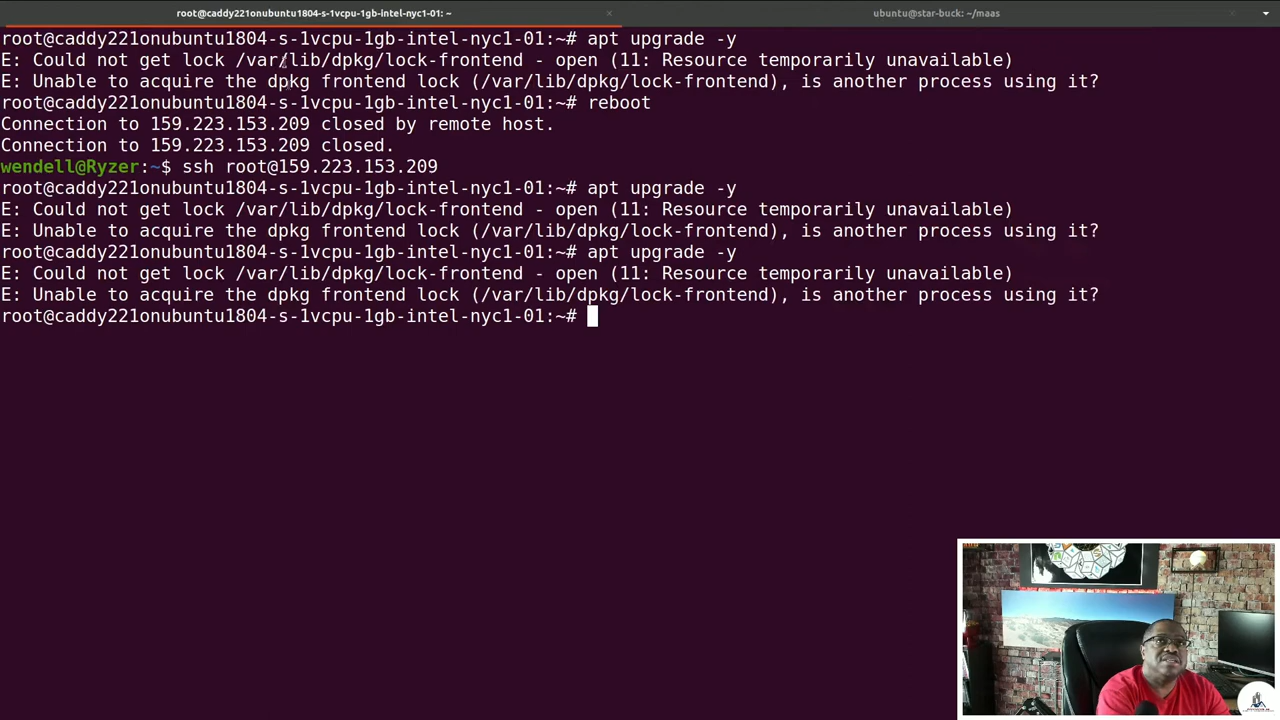 root@caddy221onubuntu1804-s-1vcpu-1gb-intel-nyc1-01: ~
ubuntu@star-buck: ~/maas
root@caddy221onubuntu1804-s-1vcpu-1gb-intel-nyc1-01:~# apt upgrade -y
E: Could not get lock /var/lib/dpkg/lock-frontend - open (11: Resource temporarily unavailable)
E: Unable to acquire the dpkg frontend lock (/var/lib/dpkg/lock-frontend), is another process using it?
root@caddy221onubuntu1804-s-1vcpu-1gb-intel-nyc1-01:~# reboot
Connection to 159.223.153.209 closed by remote host.
Connection to 159.223.153.209 closed.
wendell@Ryzer:~$ ssh root@159.223.153.209
root@caddy221onubuntu1804-s-1vcpu-1gb-intel-nyc1-01:~# apt upgrade -y
E: Could not get lock /var/lib/dpkg/lock-frontend - open (11: Resource temporarily unavailable)
E: Unable to acquire the dpkg frontend lock (/var/lib/dpkg/lock-frontend), is another process using it?
root@caddy221onubuntu1804-s-1vcpu-1gb-intel-nyc1-01:~# apt upgrade -y
E: Could not get lock /var/lib/dpkg/lock-frontend - open (11: Resource temporarily unavailable)
E: Unable to acquire the dpkg frontend lock (/var/lib/dpkg/lock-frontend), is another process using it?
root@caddy221onubuntu1804-s-1vcpu-1gb-intel-nyc1-01:~#